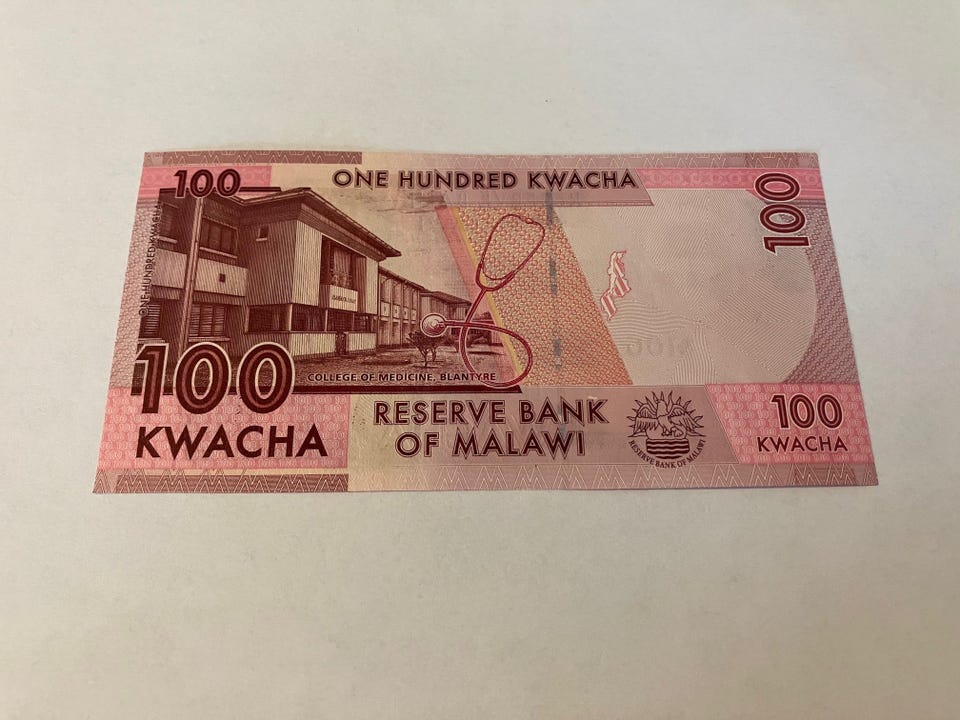 100
ONE HUNDRED KWACHA
100
ONE HUNDRED KWACHA
100
COLLEGE OF MEDICINE, BLANTYRE
KWACHA
RESERVE BANK
OF MALAWI
RESERVE BANK OF MALAWI
100
KWACHA